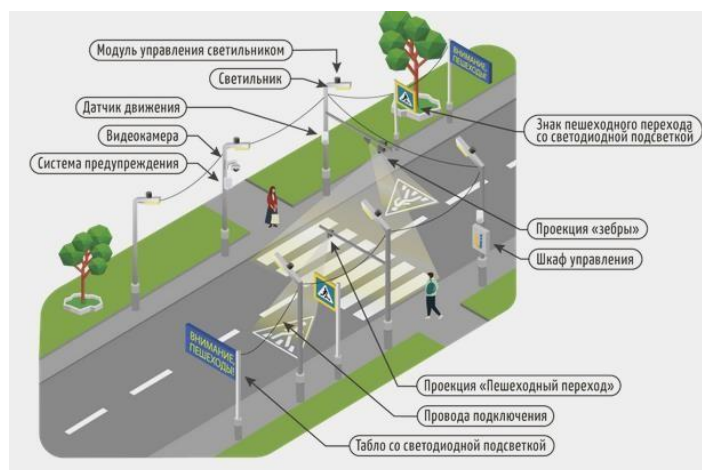 Модуль управления светильником
Светильник
Датчик движения
Видеокамера
Система предупреждения
ВНИМАНИЕ,
ПЕШЕХОДЫ!
Знак пешеходного перехода
со светодиодной подсветкой
Проекция «зебры»
Шкаф управления
ВНИМАНИЕ,
ПЕШЕХОДЫ!
Проекция «Пешеходный переход»
Провода подключения
Табло со светодиодной подсветкой